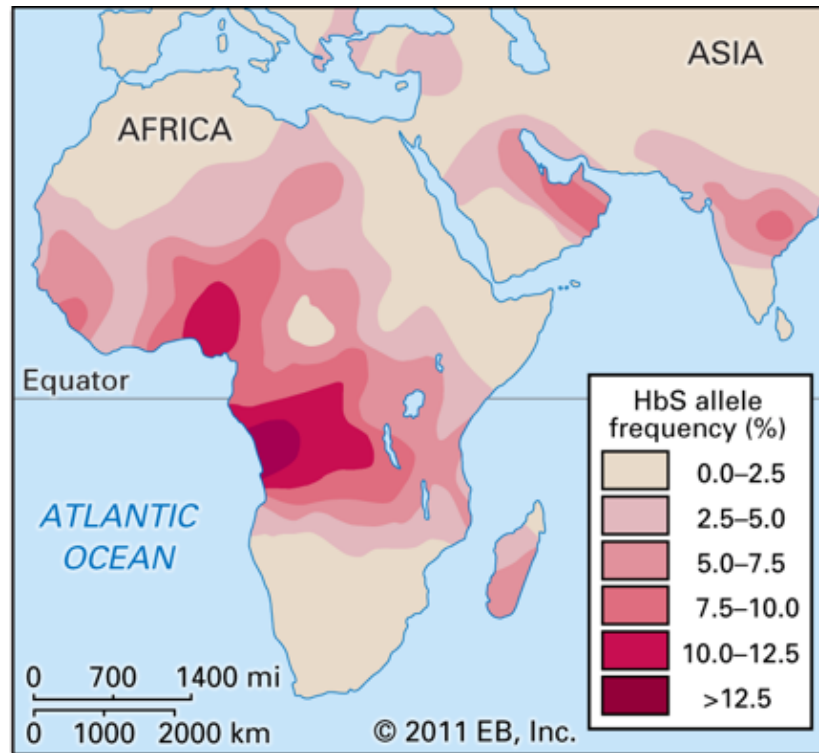 ASIA
AFRICA
Equator
ATLANTIC
OCEAN
HbS allele
frequency (%)
0.0–2.5
2.5–5.0
5.0–7.5
7.5–10.0
10.0–12.5
>12.5
0 700 1400 mi
0 1000 2000 km
© 2011 EB, Inc.